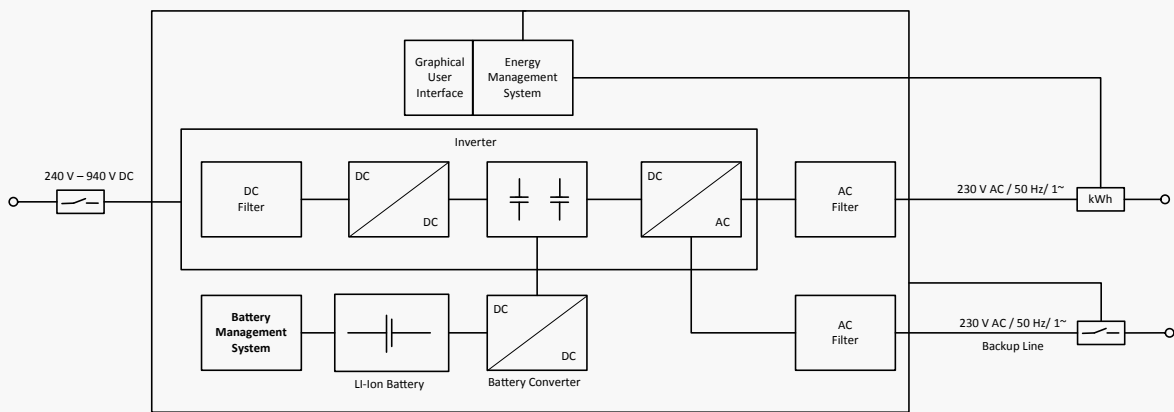 Graphical
User
Interface
Energy
Management
System
Inverter
240 V – 940 V DC
DC
Filter
DC
DC
DC
AC
AC
Filter
230 V AC / 50 Hz/ 1~
kWh
Battery
Management
System
LI-Ion Battery
DC
DC
Battery Converter
AC
Filter
230 V AC / 50 Hz/ 1~
Backup Line